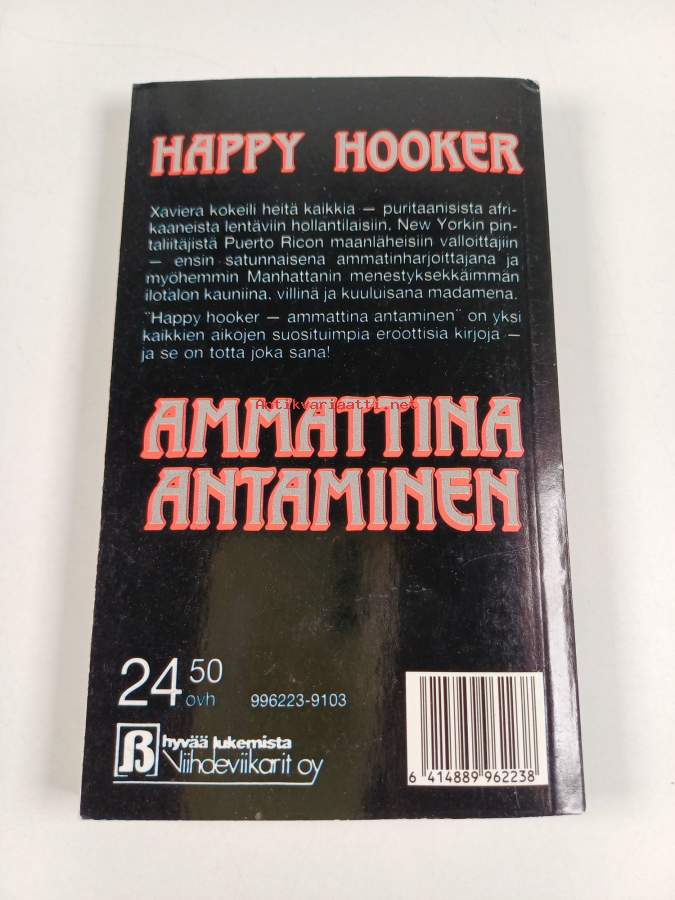 HAPPY HOOKER
Xaviera kokeili heitä kaikkia — puritaanisista afri-
kaaneista lentäviin hollantilaisiin. New Yorkin pin-
taliitäjistä Puerto Ricon maanläheisiin valloittajiin
— ensin satunnaisena ammatinharjoittajana ja
myöhemmin Manhattanin menestyksekkäimmän
ilotalon kauniina, villinä ja kuuluisana madamena.
"Happy hooker — ammattina antaminen" on yksi
kaikkien aikojen suosituimpia eroottisia kirjoja —
ja se on totta joka sana!
Antikvariaatti.net
AMMATTINA
ANTAMINEN
24 50
ovh 996223-9103
hyvää lukemista
Viihdeviikarit oy
6 414889 962238